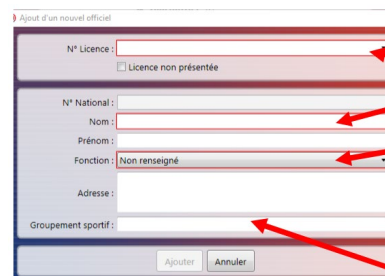 Ajout d'un nouvel officiel
N° Licence :
Licence non présentée
N° National :
Nom :
Prénom :
Fonction : Non renseigné
Adresse :
Groupement sportif :
Ajouter Annuler